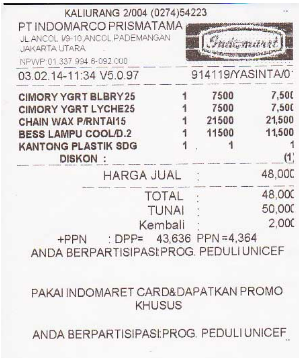 KALIURANG 2/004 (0274)54223
PT INDOMARCO PRISMATAMA
JL.ANCOL I/9-10,ANCOL PADEMANGAN
JAKARTA UTARA
Indomaret
NPWP 01.337.994.6-092.000
03.02.14-11:34 V5.0.97 914119/YASINTA/0
CIMORY YGRT BLBRY25 1 7500 7,500
CIMORY YGRT LYCHE25 1 7500 7,500
CHAIN WAX P/RNTAI15 1 21500 21,500
BESS LAMPU COOL/D.2 1 11500 11,500
KANTONG PLASTIK SDG 1 1 1
DISKON : (1)
HARGA JUAL : 48,000
TOTAL : 48,000
TUNAI : 50,000
Kembali : 2,000
+PPN : DPP= 43,636 PPN =4,364
ANDA BERPARTISIPASI:PROG. PEDULI UNICEF
PAKAI INDOMARET CARD&DAPATKAN PROMO
KHUSUS
ANDA BERPARTISIPASI:PROG. PEDULI UNICEF